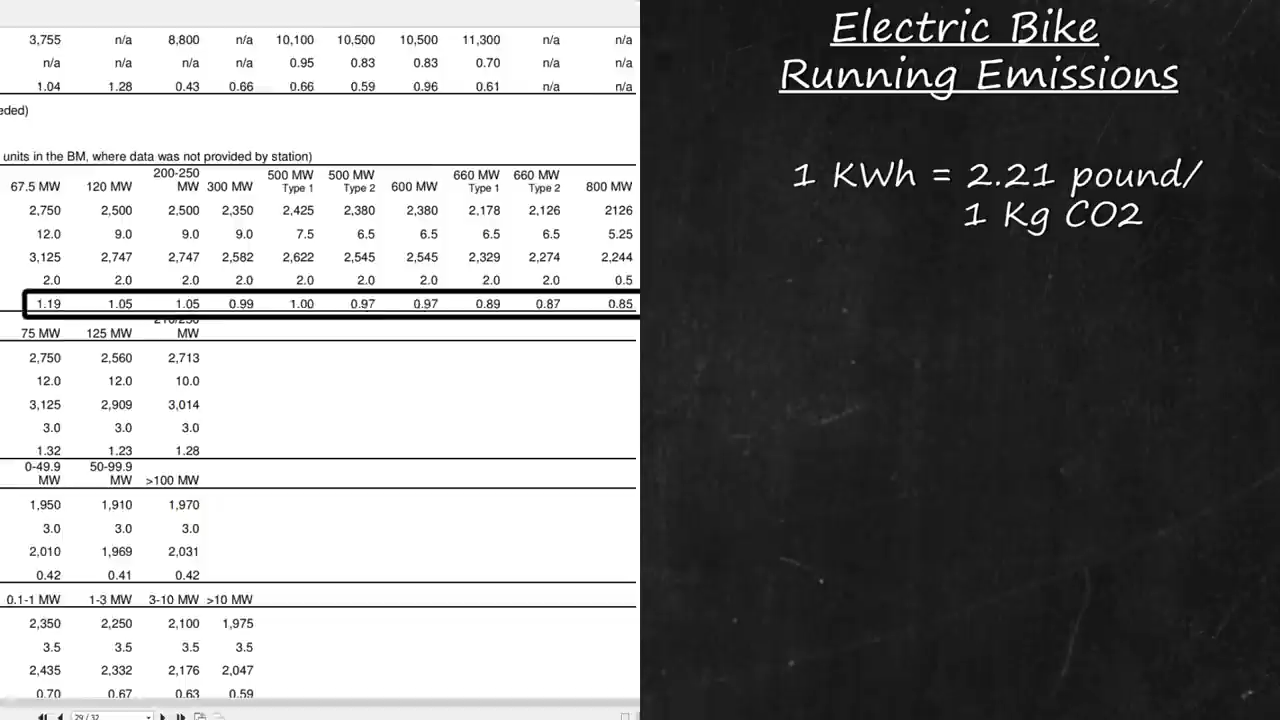 3,755 n/a 8,800 n/a 10,100 10,500 10,500 11,300 n/a n/a
n/a n/a n/a n/a 0.95 0.83 0.83 0.70 n/a n/a
1.04 1.28 0.43 0.66 0.66 0.59 0.96 0.61 n/a n/a
eded)
units in the BM, where data was not provided by station)
67.5 MW 120 MW 200-250 MW 300 MW 500 MW Type 1 500 MW Type 2 600 MW 660 MW Type 1 660 MW Type 2 800 MW
2,750 2,500 2,500 2,350 2,425 2,380 2,380 2,178 2,126 2126
12.0 9.0 9.0 9.0 7.5 6.5 6.5 6.5 6.5 5.25
3,125 2,747 2,747 2,582 2,622 2,545 2,545 2,329 2,274 2,244
2.0 2.0 2.0 2.0 2.0 2.0 2.0 2.0 2.0 0.5
1.19 1.05 1.05 0.99 1.00 0.97 0.97 0.89 0.87 0.85
75 MW 125 MW 210/250 MW
2,750 2,560 2,713
12.0 12.0 10.0
3,125 2,909 3,014
3.0 3.0 3.0
1.32 1.23 1.28
0-49.9 MW 50-99.9 MW >100 MW
1,950 1,910 1,970
3.0 3.0 3.0
2,010 1,969 2,031
0.42 0.41 0.42
0.1-1 MW 1-3 MW 3-10 MW >10 MW
2,350 2,250 2,100 1,975
3.5 3.5 3.5 3.5
2,435 2,332 2,176 2,047
0.70 0.67 0.63 0.59
29 / 32
Electric Bike
Running Emissions
1 KWh = 2.21 pound/
1 Kg CO2